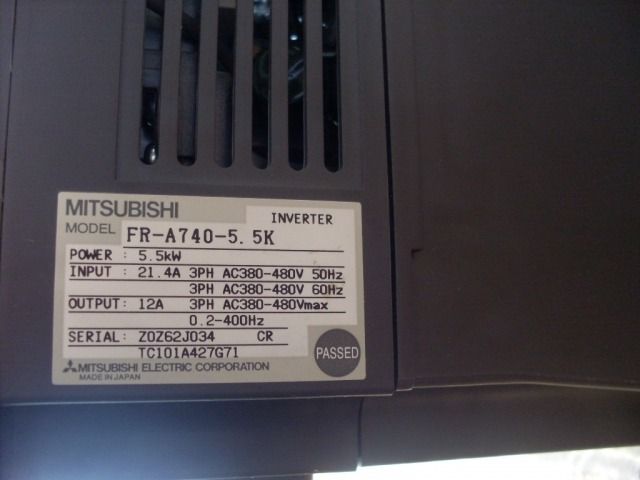 MITSUBISHI
INVERTER
MODEL FR-A740-5.5K
POWER : 5.5kW
INPUT : 21.4A 3PH AC380-480V 50Hz
3PH AC380-480V 60Hz
OUTPUT: 12A 3PH AC380-480Vmax
0.2-400Hz
SERIAL: Z0Z62J034 CR
TC101A427G71
PASSED
MITSUBISHI ELECTRIC CORPORATION
MADE IN JAPAN